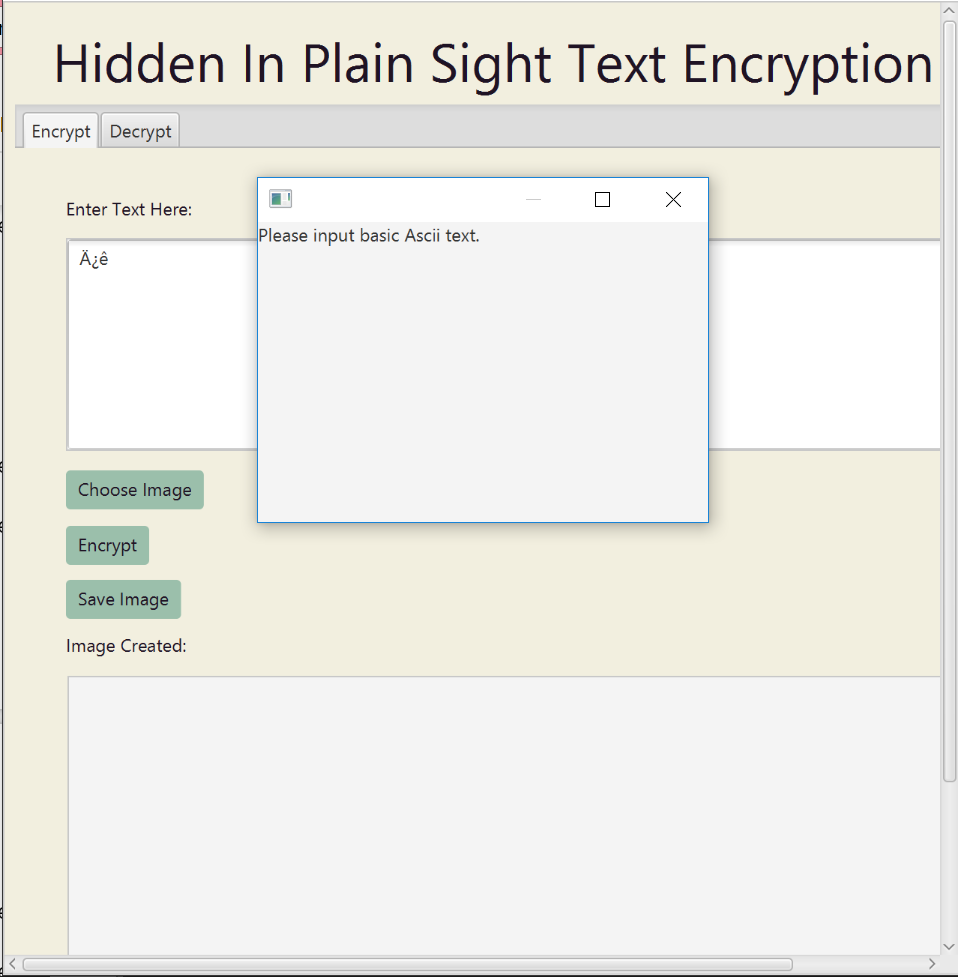 Hidden In Plain Sight Text Encryption
Encrypt Decrypt
Enter Text Here:
Please input basic Ascii text.
Ä¿ê
Choose Image
Encrypt
Save Image
Image Created: